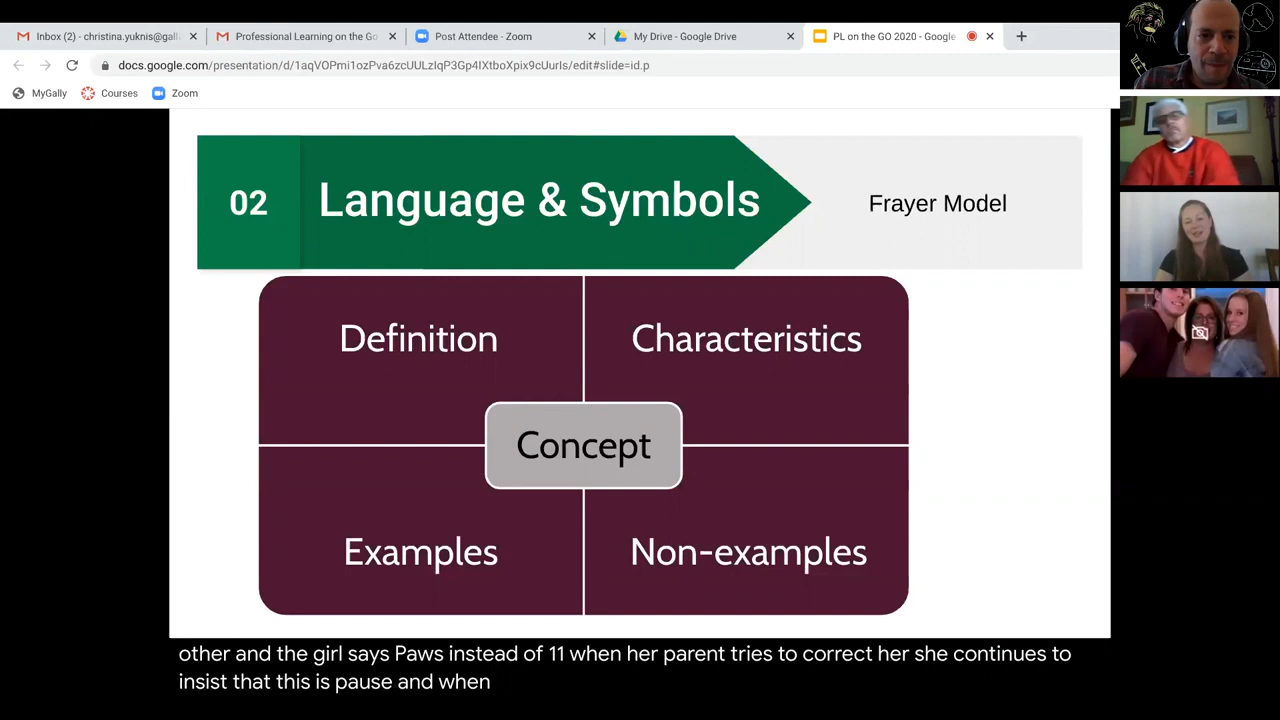 Inbox (2) - christina.yuknis@gall
Professional Learning on the Go
Post Attendee - Zoom
My Drive - Google Drive
PL on the GO 2020 - Google
docs.google.com/presentation/d/1aqVOPmi1ozPva6zcUULzIqP3Gp4IXtboXpix9cUurIs/edit#slide=id.p
MyGally
Courses
Zoom
02
Language & Symbols
Frayer Model
Definition
Characteristics
Concept
Examples
Non-examples
other and the girl says Paws instead of 11 when her parent tries to correct her she continues to
insist that this is pause and when